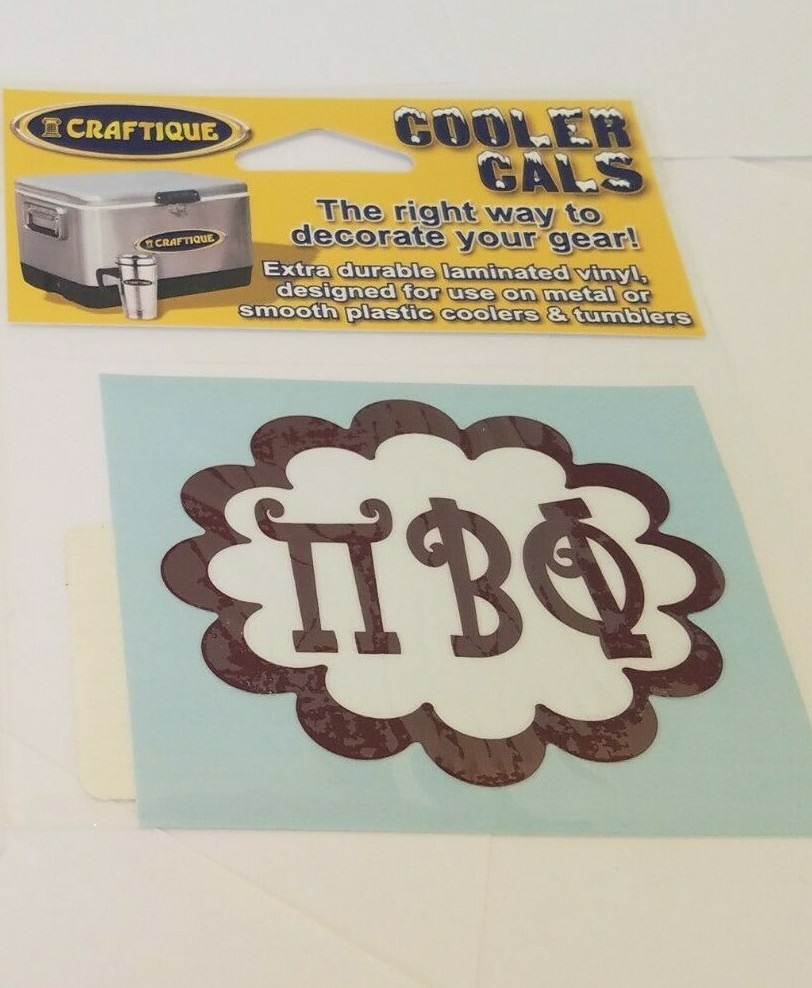 CRAFTIQUE
COOLER
CALS
The right way to
decorate your gear!
CRAFTIQUE
Extra durable laminated vinyl,
designed for use on metal or
smooth plastic coolers & tumblers
ΠΒΦ